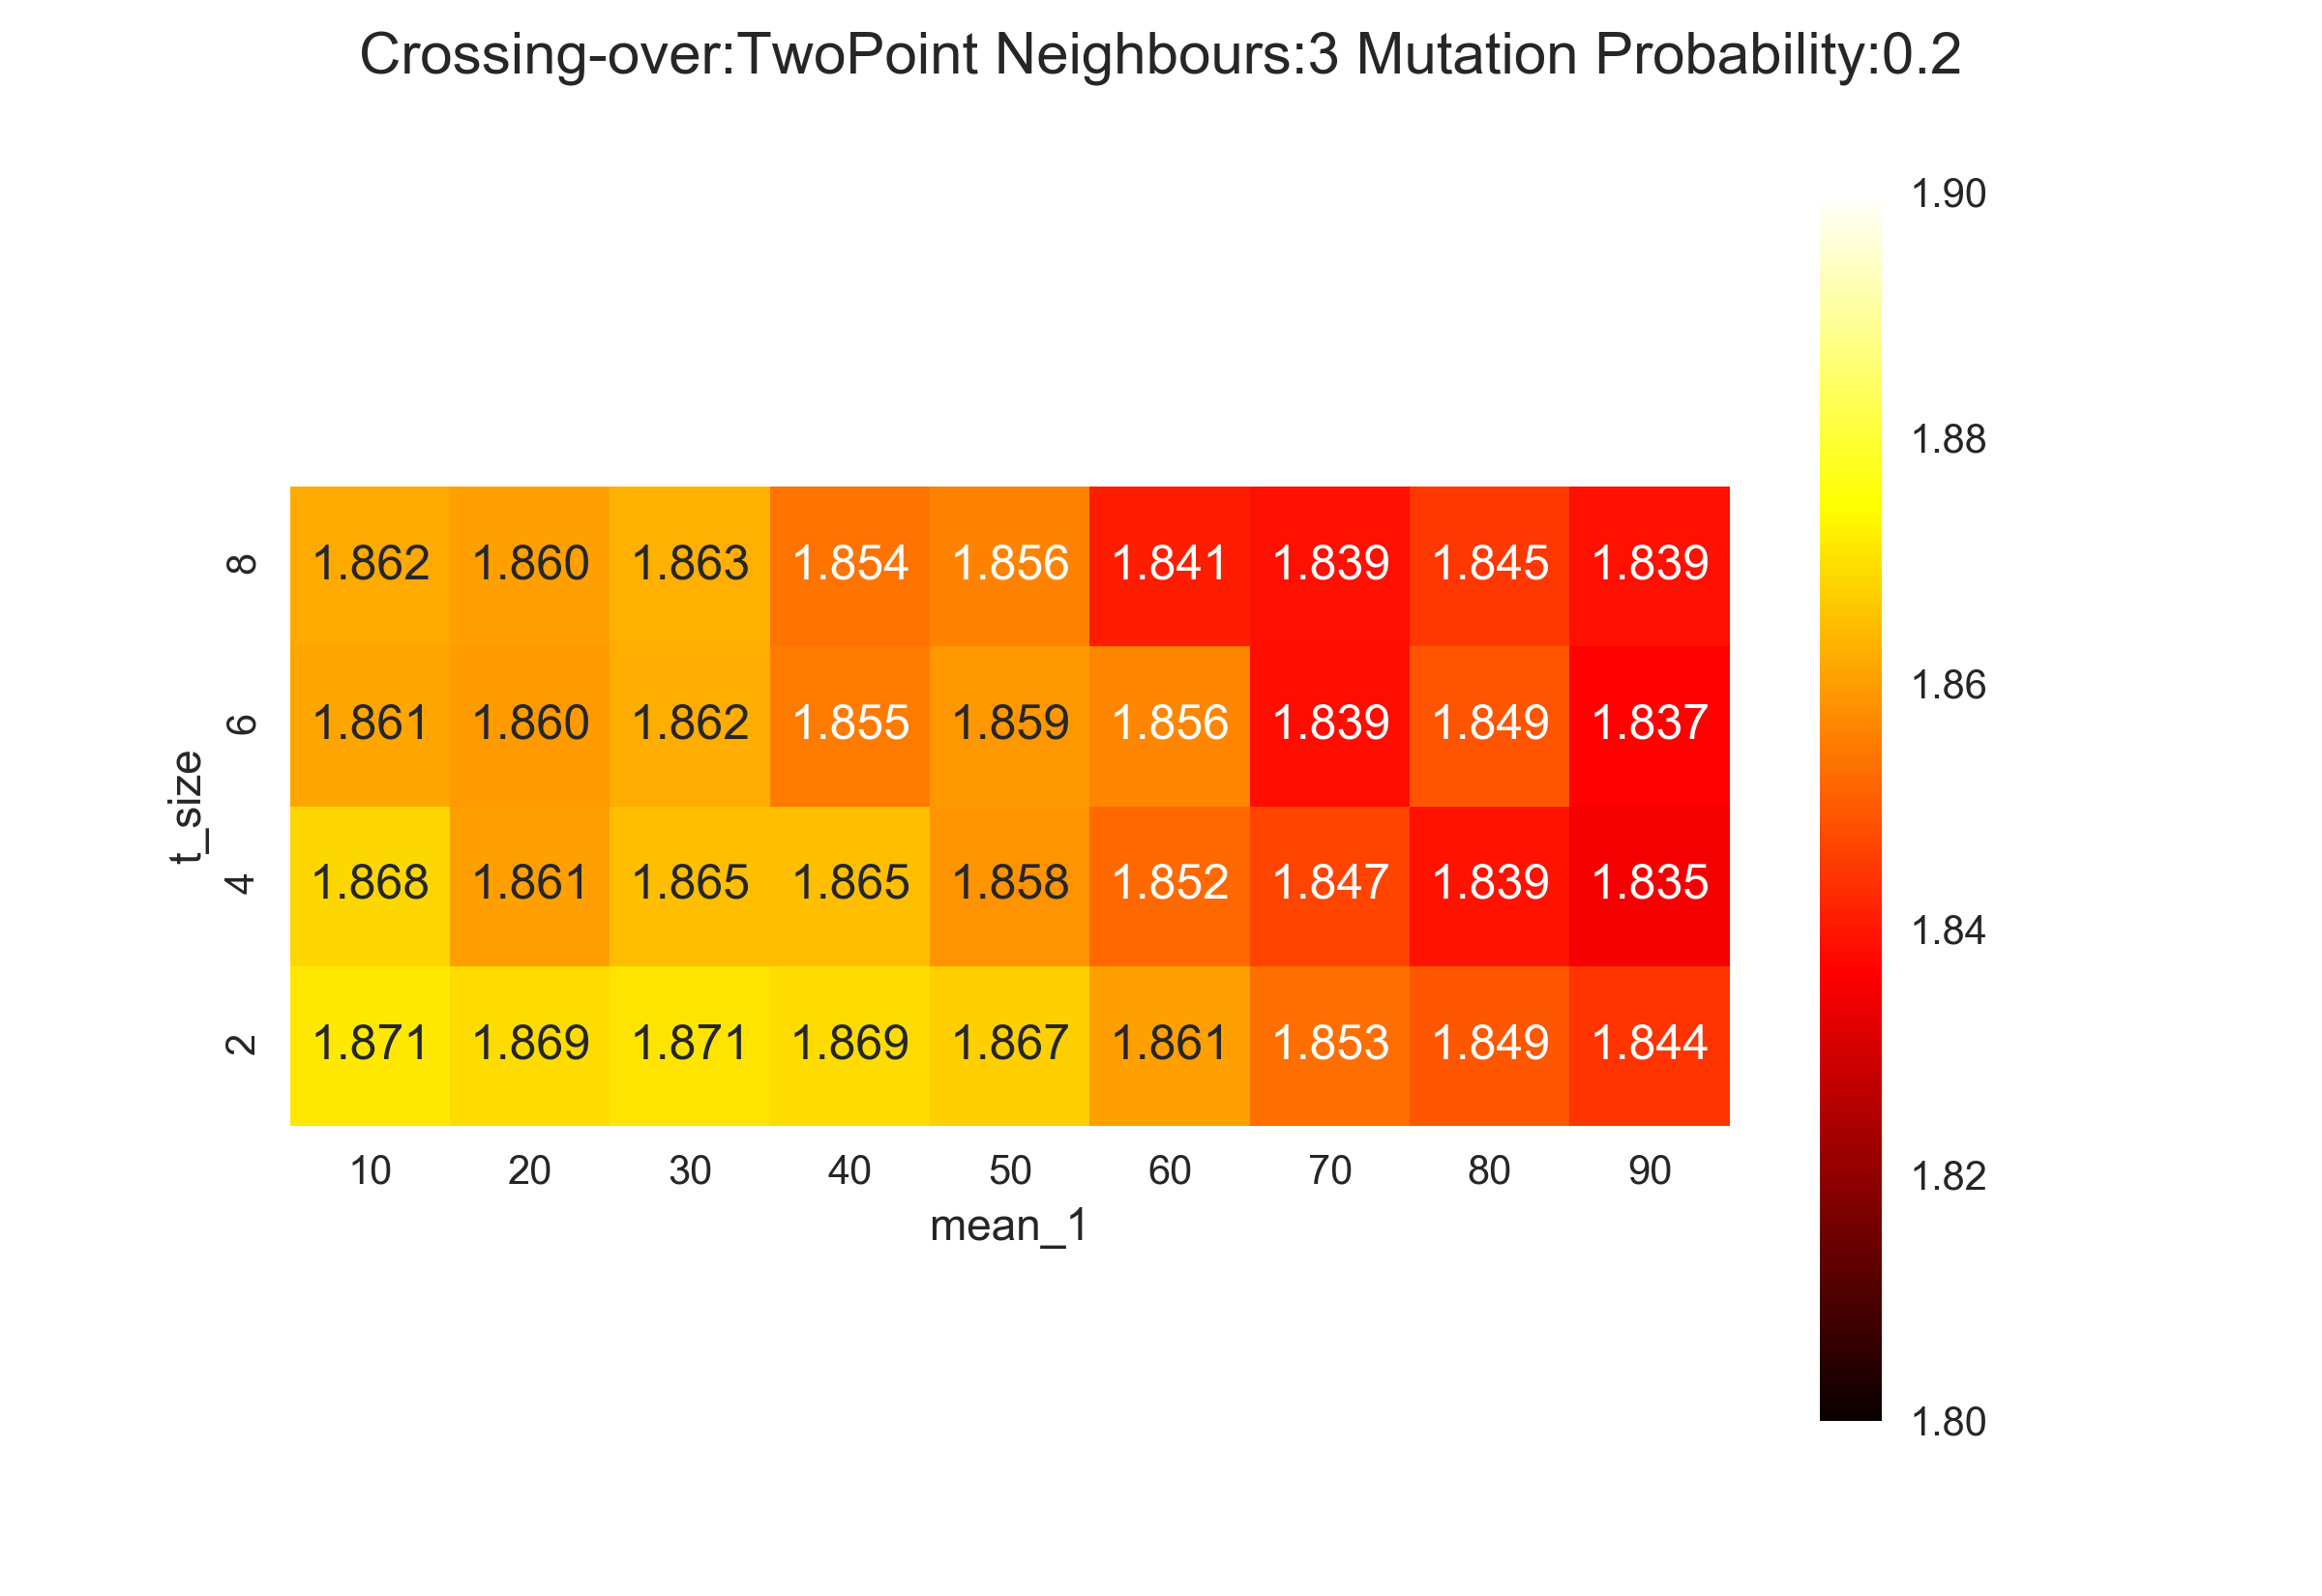 Crossing-over:TwoPoint Neighbours:3 Mutation Probability:0.2
1.90
1.88
1.86
1.84
1.82
1.80
t_size
8 1.862 1.860 1.863 1.854 1.856 1.841 1.839 1.845 1.839
6 1.861 1.860 1.862 1.855 1.859 1.856 1.839 1.849 1.837
4 1.868 1.861 1.865 1.865 1.858 1.852 1.847 1.839 1.835
2 1.871 1.869 1.871 1.869 1.867 1.861 1.853 1.849 1.844
10 20 30 40 50 60 70 80 90
mean_1